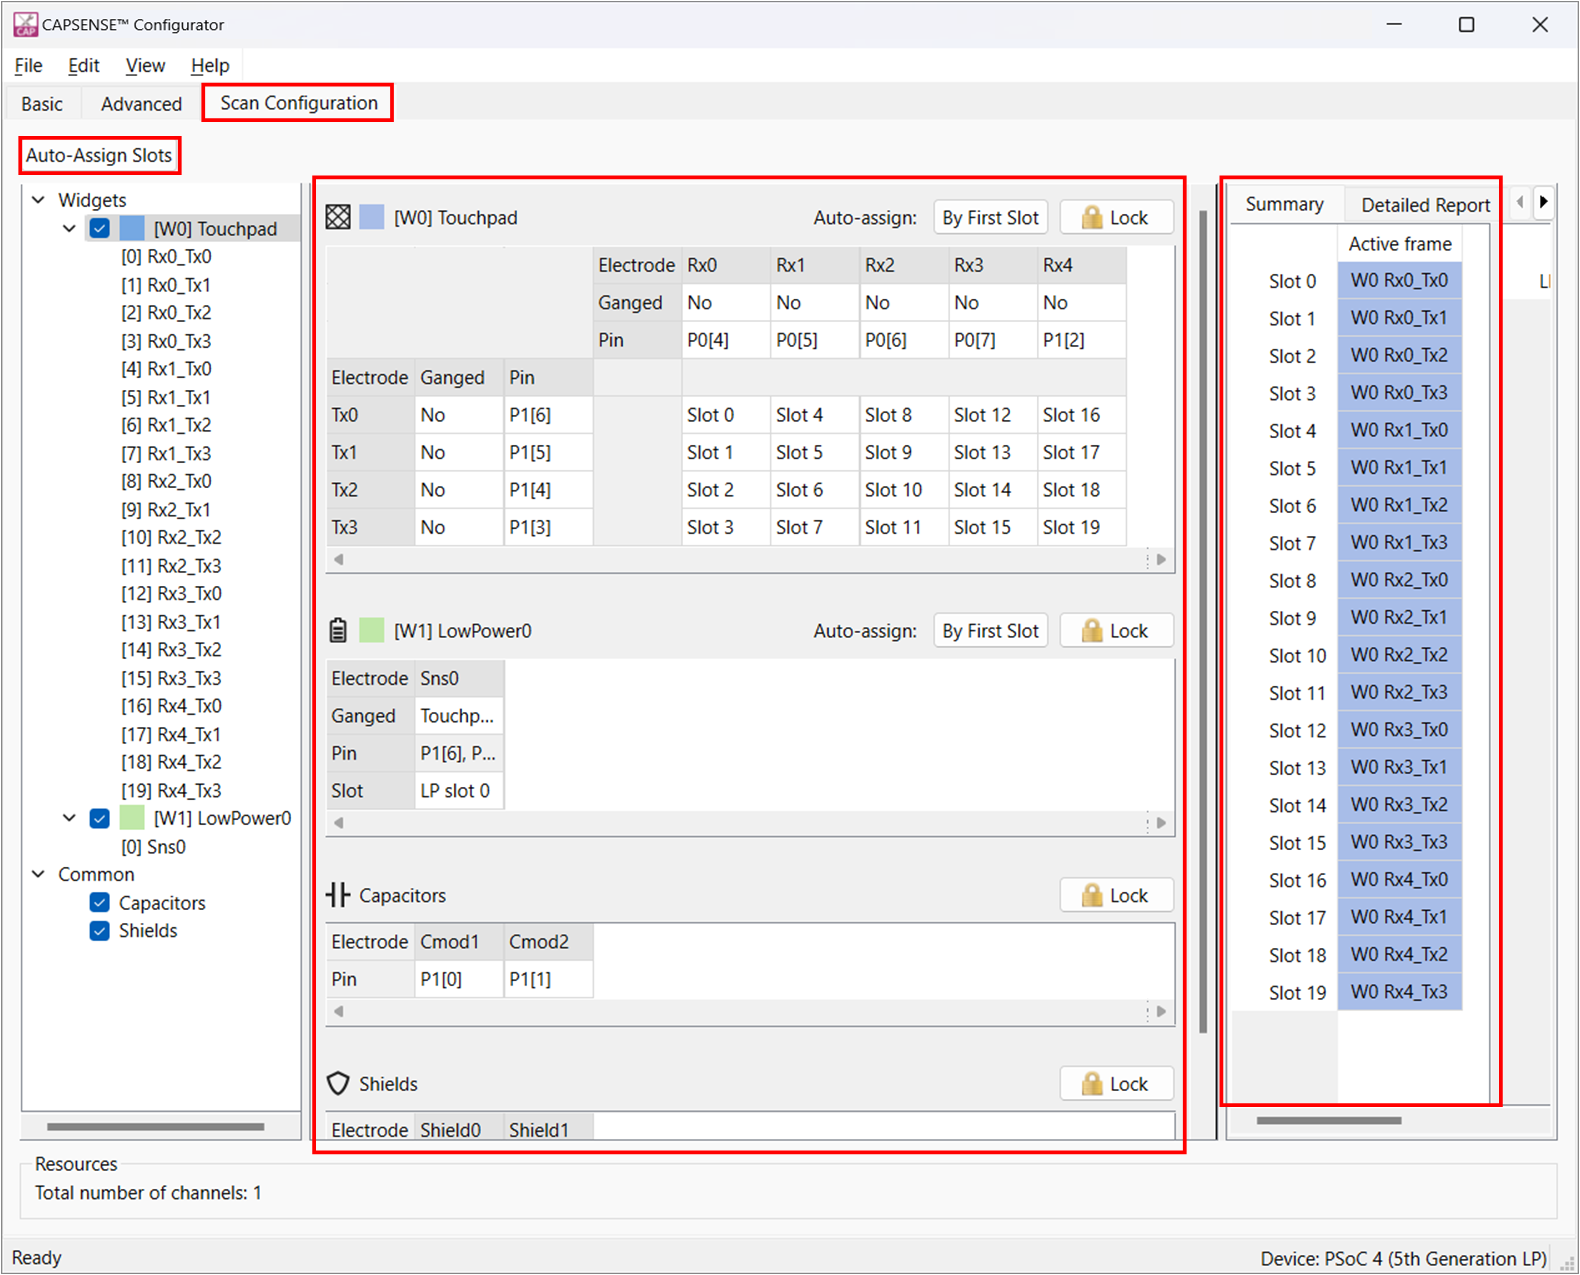 CAPSENSE™ Configurator
File Edit View Help
Basic Advanced Scan Configuration
Auto-Assign Slots
Widgets
[W0] Touchpad
[0] Rx0_Tx0
[1] Rx0_Tx1
[2] Rx0_Tx2
[3] Rx0_Tx3
[4] Rx1_Tx0
[5] Rx1_Tx1
[6] Rx1_Tx2
[7] Rx1_Tx3
[8] Rx2_Tx0
[9] Rx2_Tx1
[10] Rx2_Tx2
[11] Rx2_Tx3
[12] Rx3_Tx0
[13] Rx3_Tx1
[14] Rx3_Tx2
[15] Rx3_Tx3
[16] Rx4_Tx0
[17] Rx4_Tx1
[18] Rx4_Tx2
[19] Rx4_Tx3
[W1] LowPower0
[0] Sns0
Common
Capacitors
Shields
[W0] Touchpad Auto-assign: By First Slot Lock
Electrode Rx0 Rx1 Rx2 Rx3 Rx4
Ganged No No No No No
Pin P0[4] P0[5] P0[6] P0[7] P1[2]
Electrode Ganged Pin
Tx0 No P1[6] Slot 0 Slot 4 Slot 8 Slot 12 Slot 16
Tx1 No P1[5] Slot 1 Slot 5 Slot 9 Slot 13 Slot 17
Tx2 No P1[4] Slot 2 Slot 6 Slot 10 Slot 14 Slot 18
Tx3 No P1[3] Slot 3 Slot 7 Slot 11 Slot 15 Slot 19
[W1] LowPower0 Auto-assign: By First Slot Lock
Electrode Sns0
Ganged Touchp...
Pin P1[6], P...
Slot LP slot 0
Capacitors Lock
Electrode Cmod1 Cmod2
Pin P1[0] P1[1]
Shields Lock
Electrode Shield0 Shield1
Summary Detailed Report
Active frame
Slot 0 W0 Rx0_Tx0
Slot 1 W0 Rx0_Tx1
Slot 2 W0 Rx0_Tx2
Slot 3 W0 Rx0_Tx3
Slot 4 W0 Rx1_Tx0
Slot 5 W0 Rx1_Tx1
Slot 6 W0 Rx1_Tx2
Slot 7 W0 Rx1_Tx3
Slot 8 W0 Rx2_Tx0
Slot 9 W0 Rx2_Tx1
Slot 10 W0 Rx2_Tx2
Slot 11 W0 Rx2_Tx3
Slot 12 W0 Rx3_Tx0
Slot 13 W0 Rx3_Tx1
Slot 14 W0 Rx3_Tx2
Slot 15 W0 Rx3_Tx3
Slot 16 W0 Rx4_Tx0
Slot 17 W0 Rx4_Tx1
Slot 18 W0 Rx4_Tx2
Slot 19 W0 Rx4_Tx3
Resources
Total number of channels: 1
Ready
Device: PSoC 4 (5th Generation LP)